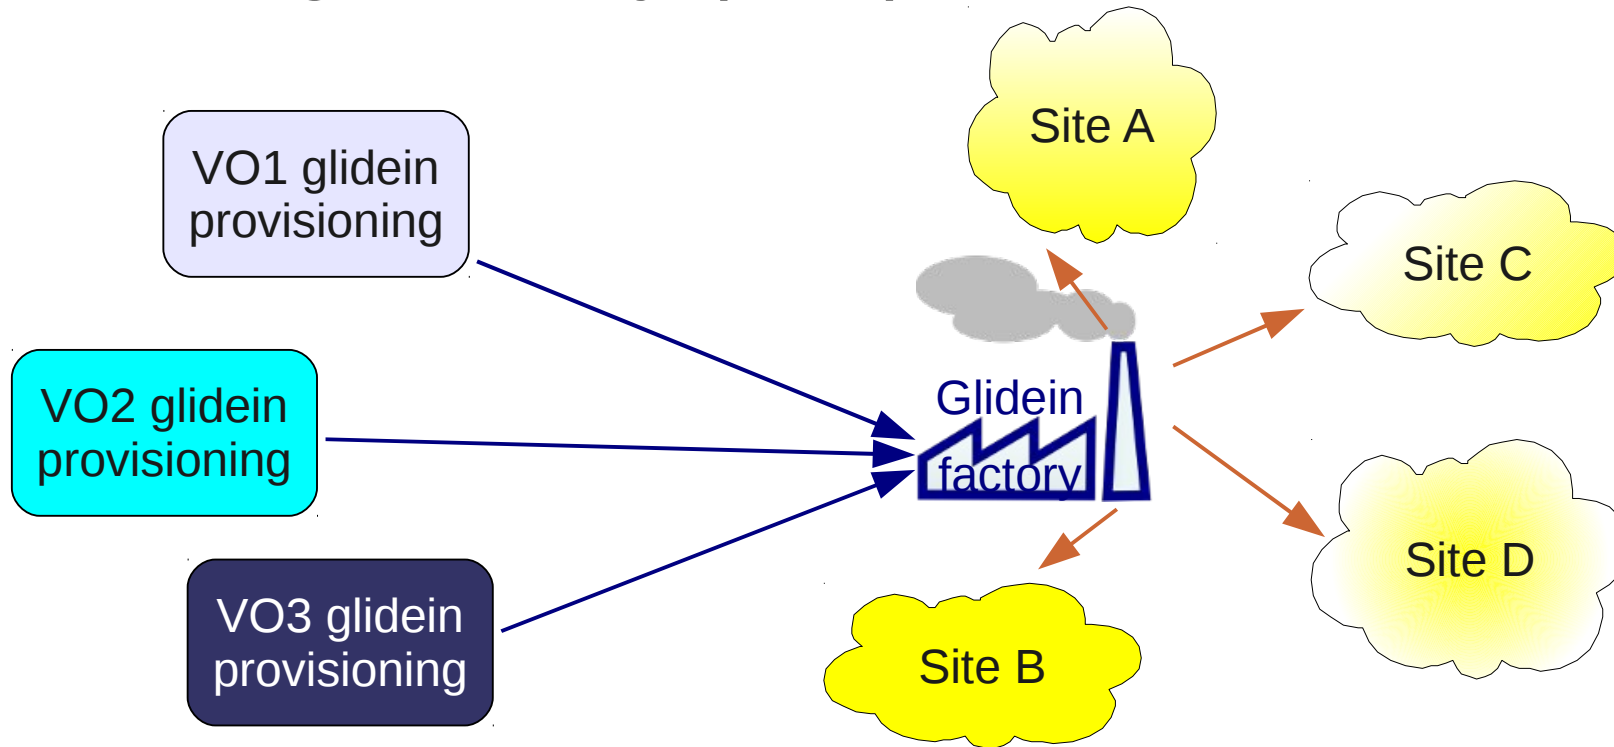 VO1 glidein
provisioning
VO2 glidein
provisioning
VO3 glidein
provisioning
Glidein
factory
Site A
Site C
Site D
Site B